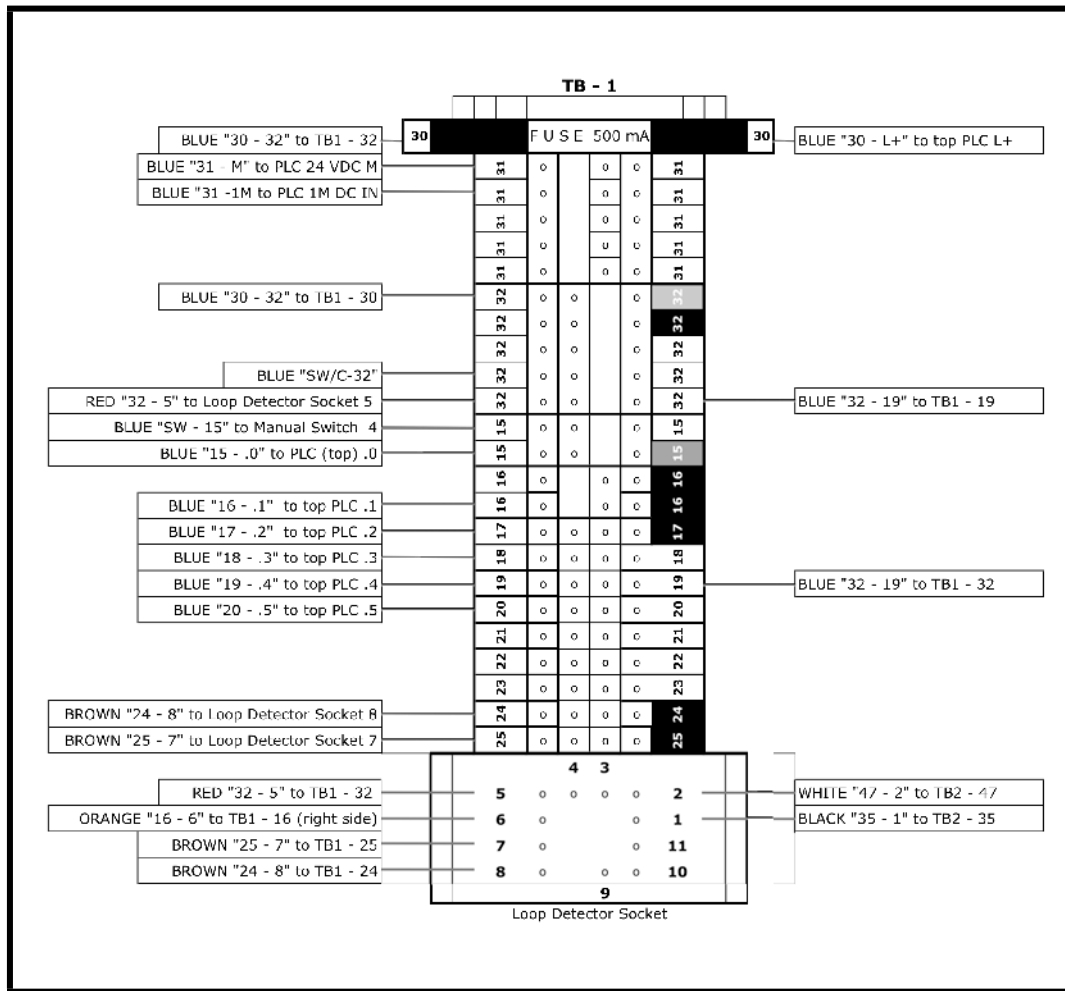 TB - 1
BLUE "30 - 32" to TB1 - 32 30 F U S E 500 mA 30 BLUE "30 - L+" to top PLC L+
BLUE "31 - M" to PLC 24 VDC M 31 o o o 31
BLUE "31 -1M to PLC 1M DC IN 31 o o o 31
31 o o o 31
31 o o o 31
31 o o o 31
BLUE "30 - 32" to TB1 - 30 32 o o o 32
32 o o o 32
32 o o o 32
BLUE "SW/C-32" 32 o o o 32
RED "32 - 5" to Loop Detector Socket 5 32 o o o 32 BLUE "32 - 19" to TB1 - 19
BLUE "SW - 15" to Manual Switch 4 15 o o o 15
BLUE "15 - .0" to PLC (top) .0 15 o o o 15
16 o o o 16
BLUE "16 - .1" to top PLC .1 16 o o o 16
BLUE "17 - .2" to top PLC .2 17 o o o o 17
BLUE "18 - .3" to top PLC .3 18 o o o o 18
BLUE "19 - .4" to top PLC .4 19 o o o o 19 BLUE "32 - 19" to TB1 - 32
BLUE "20 - .5" to top PLC .5 20 o o o o 20
21 o o o o 21
22 o o o o 22
23 o o o o 23
BROWN "24 - 8" to Loop Detector Socket 8 24 o o o o 24
BROWN "25 - 7" to Loop Detector Socket 7 25 o o o o 25
4 3
RED "32 - 5" to TB1 - 32 5 o o o o 2 WHITE "47 - 2" to TB2 - 47
ORANGE "16 - 6" to TB1 - 16 (right side) 6 o o 1 BLACK "35 - 1" to TB2 - 35
BROWN "25 - 7" to TB1 - 25 7 o o 11
BROWN "24 - 8" to TB1 - 24 8 o o o 10
9
Loop Detector Socket